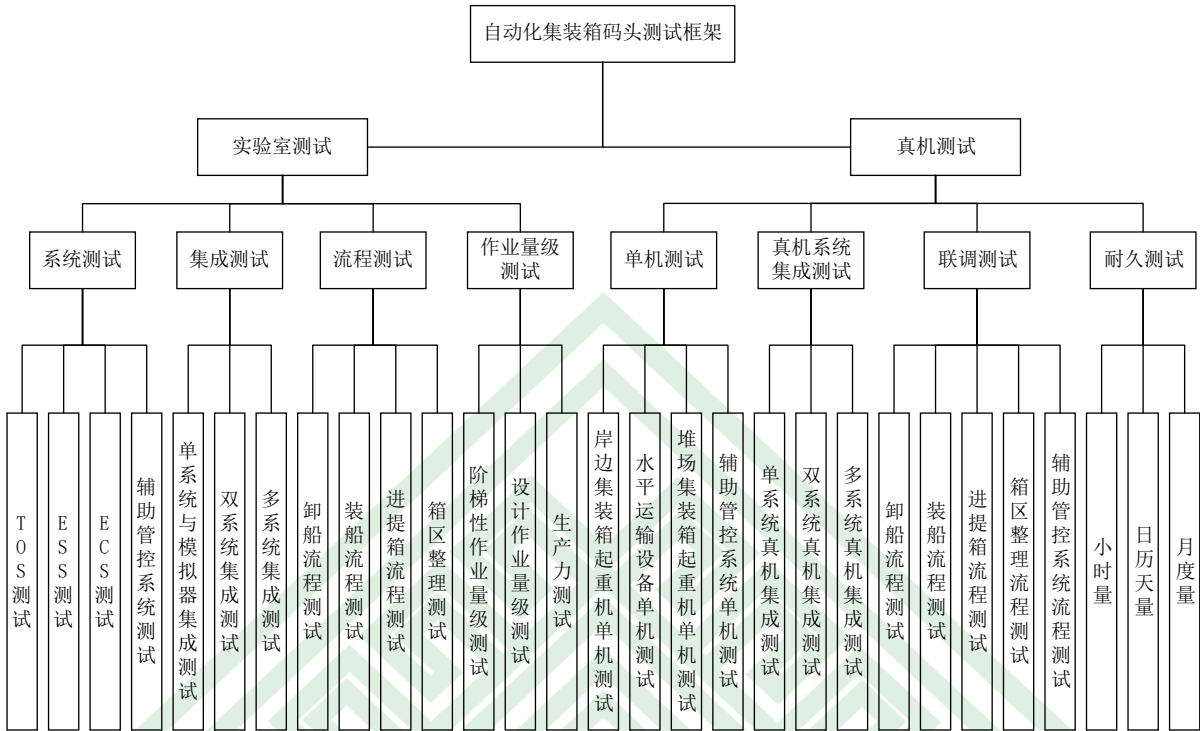 自动化集装箱码头测试框架
实验室测试
真机测试
系统测试
集成测试
流程测试
作业量级
测试
单机测试
真机系统
集成测试
联调测试
耐久测试
TOS测试
ESS测试
ECS测试
辅助管控系统测试
单系统与模拟器集成测试
双系统集成测试
多系统集成测试
卸船流程测试
装船流程测试
进提箱流程测试
箱区整理测试
阶梯性作业量级测试
设计作业量级测试
生产力测试
岸边集装箱起重机单机测试
水平运输设备单机测试
堆场集装箱起重机单机测试
辅助管控系统单机测试
单系统真机集成测试
双系统真机集成测试
多系统真机集成测试
卸船流程测试
装船流程测试
进提箱流程测试
箱区整理流程测试
辅助管控系统流程测试
小时量
日历天量
月度量